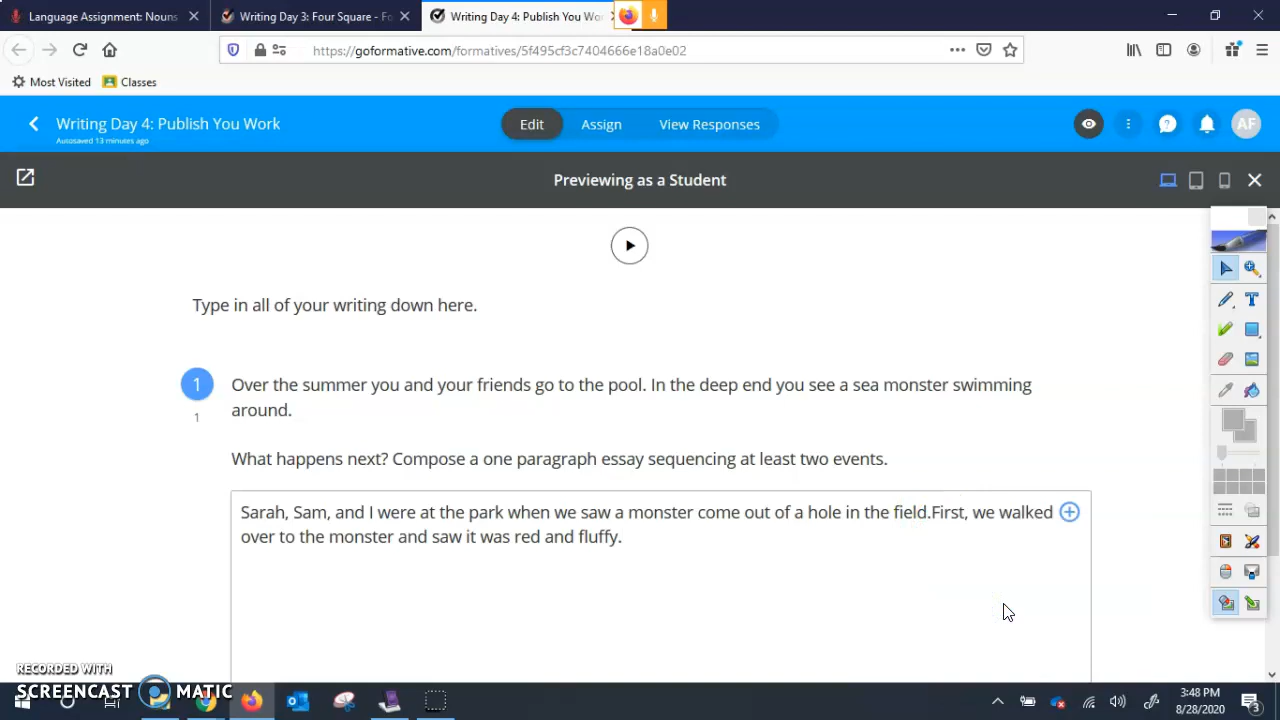 Language Assignment: Nouns
Writing Day 3: Four Square - Fo
Writing Day 4: Publish You Wo
https://goformative.com/formatives/5f495cf3c7404666e18a0e02
Most Visited
Classes
Writing Day 4: Publish You Work
Autosaved 13 minutes ago
Edit
Assign
View Responses
AF
Previewing as a Student
Type in all of your writing down here.
1
Over the summer you and your friends go to the pool. In the deep end you see a sea monster swimming
around.
1
What happens next? Compose a one paragraph essay sequencing at least two events.
Sarah, Sam, and I were at the park when we saw a monster come out of a hole in the field.First, we walked
over to the monster and saw it was red and fluffy.
RECORDED WITH
SCREENCAST MATIC
3:48 PM
8/28/2020
3